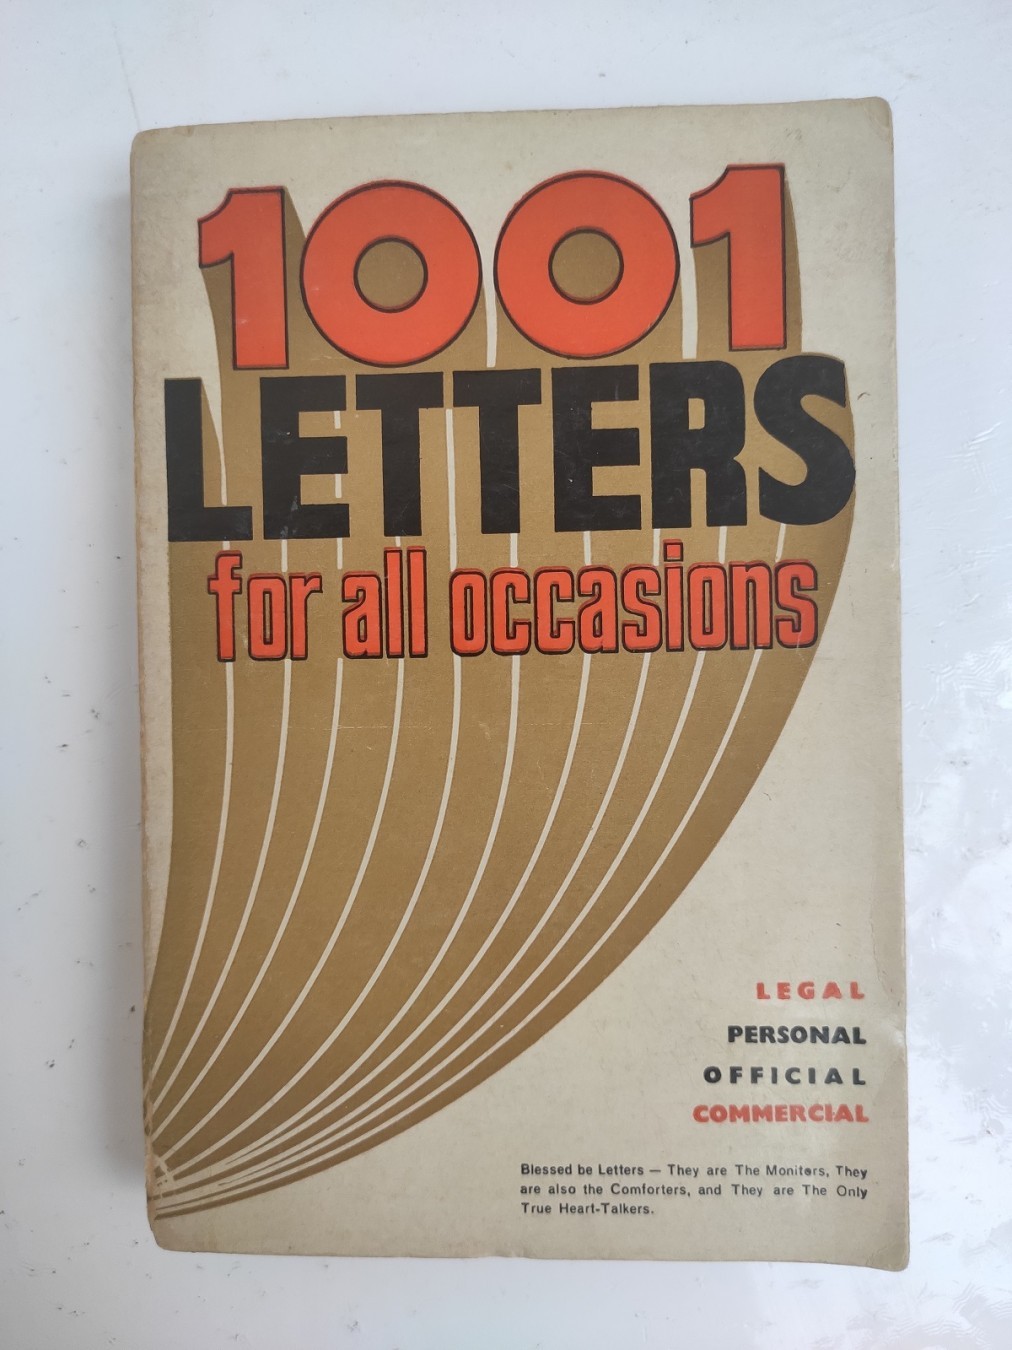 1001
LETTERS
for all occasions
LEGAL
PERSONAL
OFFICIAL
COMMERCIAL
Blessed be Letters — They are The Monitors, They
are also the Comforters, and They are The Only
True Heart-Talkers.